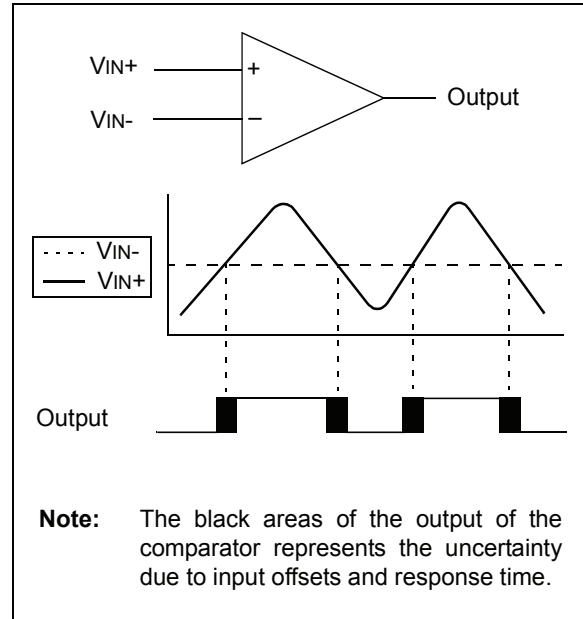 VIN+
+
Output
VIN-
–
VIN-
VIN+
Output
Note: The black areas of the output of the
comparator represents the uncertainty
due to input offsets and response time.